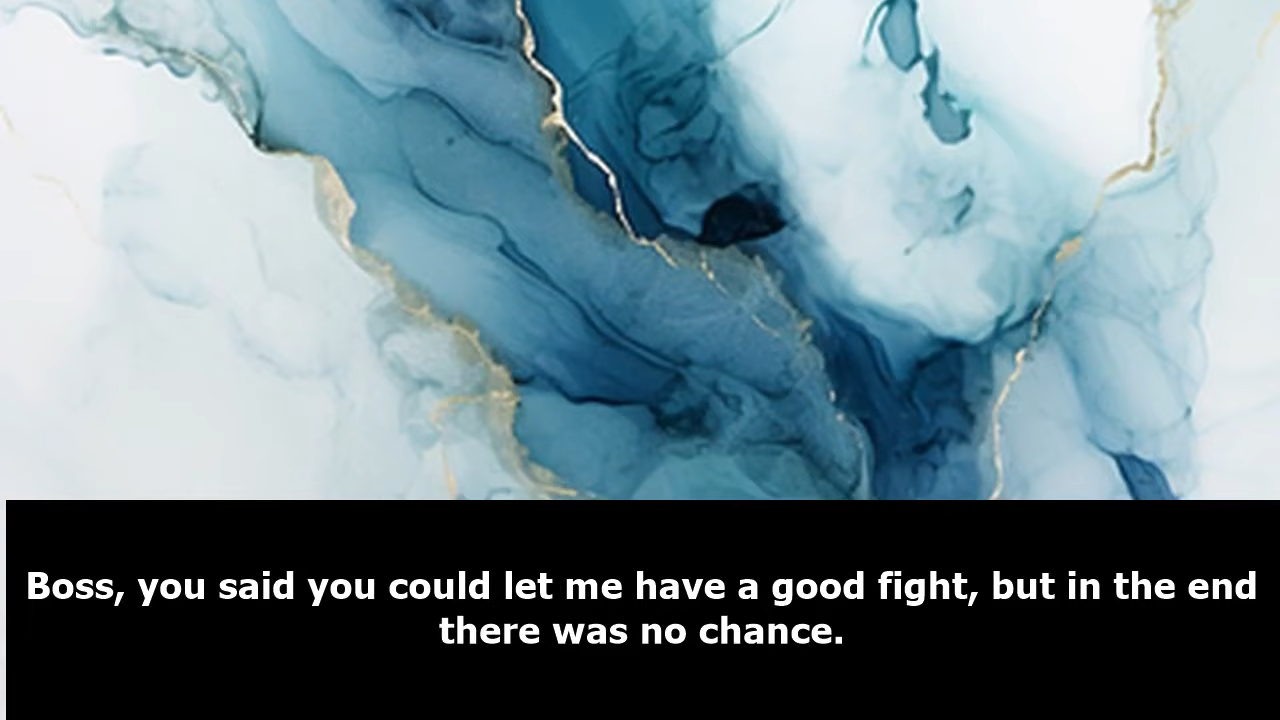 Boss, you said you could let me have a good fight, but in the end
there was no chance.